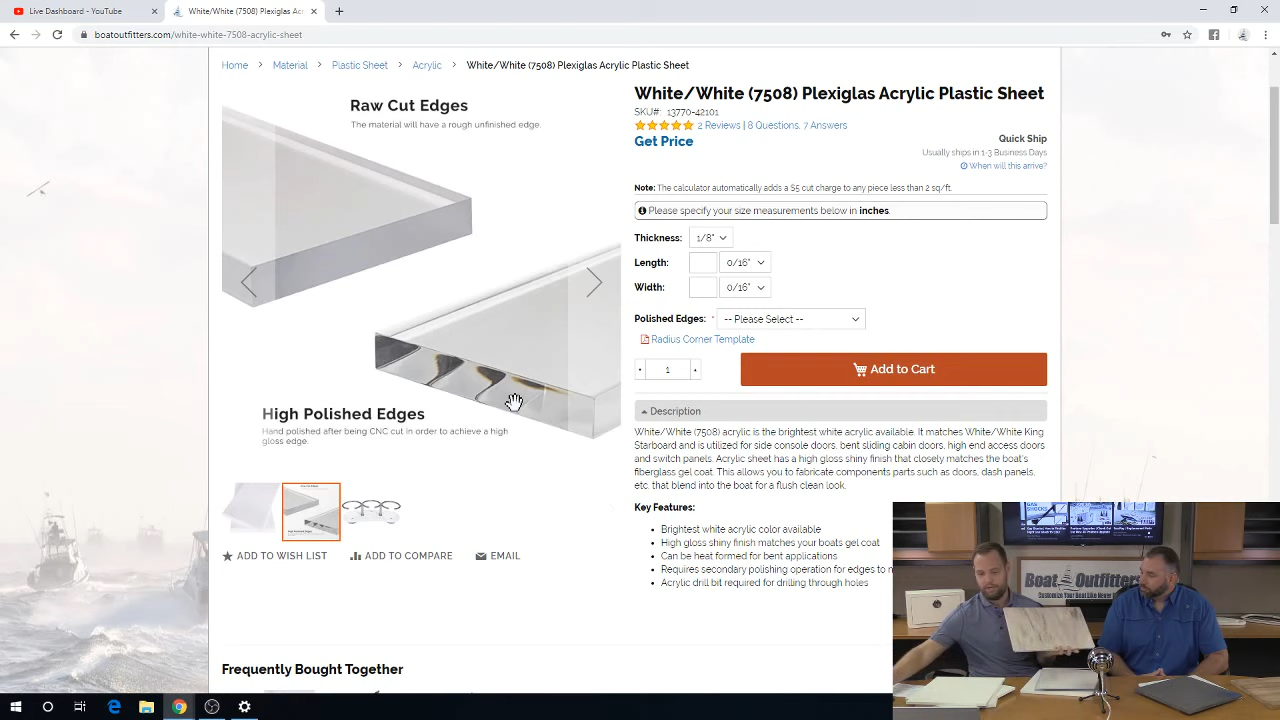 Live Dashboard - YouTube
White/White (7508) Plexiglas Acr
boatoutfitters.com/white-white-7508-acrylic-sheet
Home > Material > Plastic Sheet > Acrylic > White/White (7508) Plexiglas Acrylic Plastic Sheet
Raw Cut Edges
The material will have a rough unfinished edge.
High Polished Edges
Hand polished after being CNC cut in order to achieve a high
gloss edge.
ADD TO WISH LIST
ADD TO COMPARE
EMAIL
White/White (7508) Plexiglas Acrylic Plastic Sheet
SKU#: 13770-42101
2 Reviews | 8 Questions, 7 Answers
Get Price
Quick Ship
Usually ships in 1-3 Business Days
When will this arrive?
Note: The calculator automatically adds a $5 cut charge to any piece less than 2 sq/ft.
Please specify your size measurements below in inches.
Thickness: 1/8"
Length: 0/16"
Width: 0/16"
Polished Edges: * -- Please Select --
Radius Corner Template
1
Add to Cart
Description
White/White (7508) acrylic is the brightest white acrylic available. It matches White/White King
Starboard and is utilized for side console doors, bent sliding cabin doors, high end access doors
and switch panels. Acrylic sheet has a high gloss shiny finish that closely matches the boat's
fiberglass gel coat. This allows you to fabricate components parts such as doors, dash panels,
etc. that blend into the boat for a flush clean look.
Key Features:
Brightest white acrylic color available
High gloss shiny finish matches your boats gel coat
Can be heat formed for bent applications
Requires secondary polishing operation for edges to
Acrylic drill bit required for drilling through holes
Frequently Bought Together
Boat Outfitters
Customize Your Boat Like Never